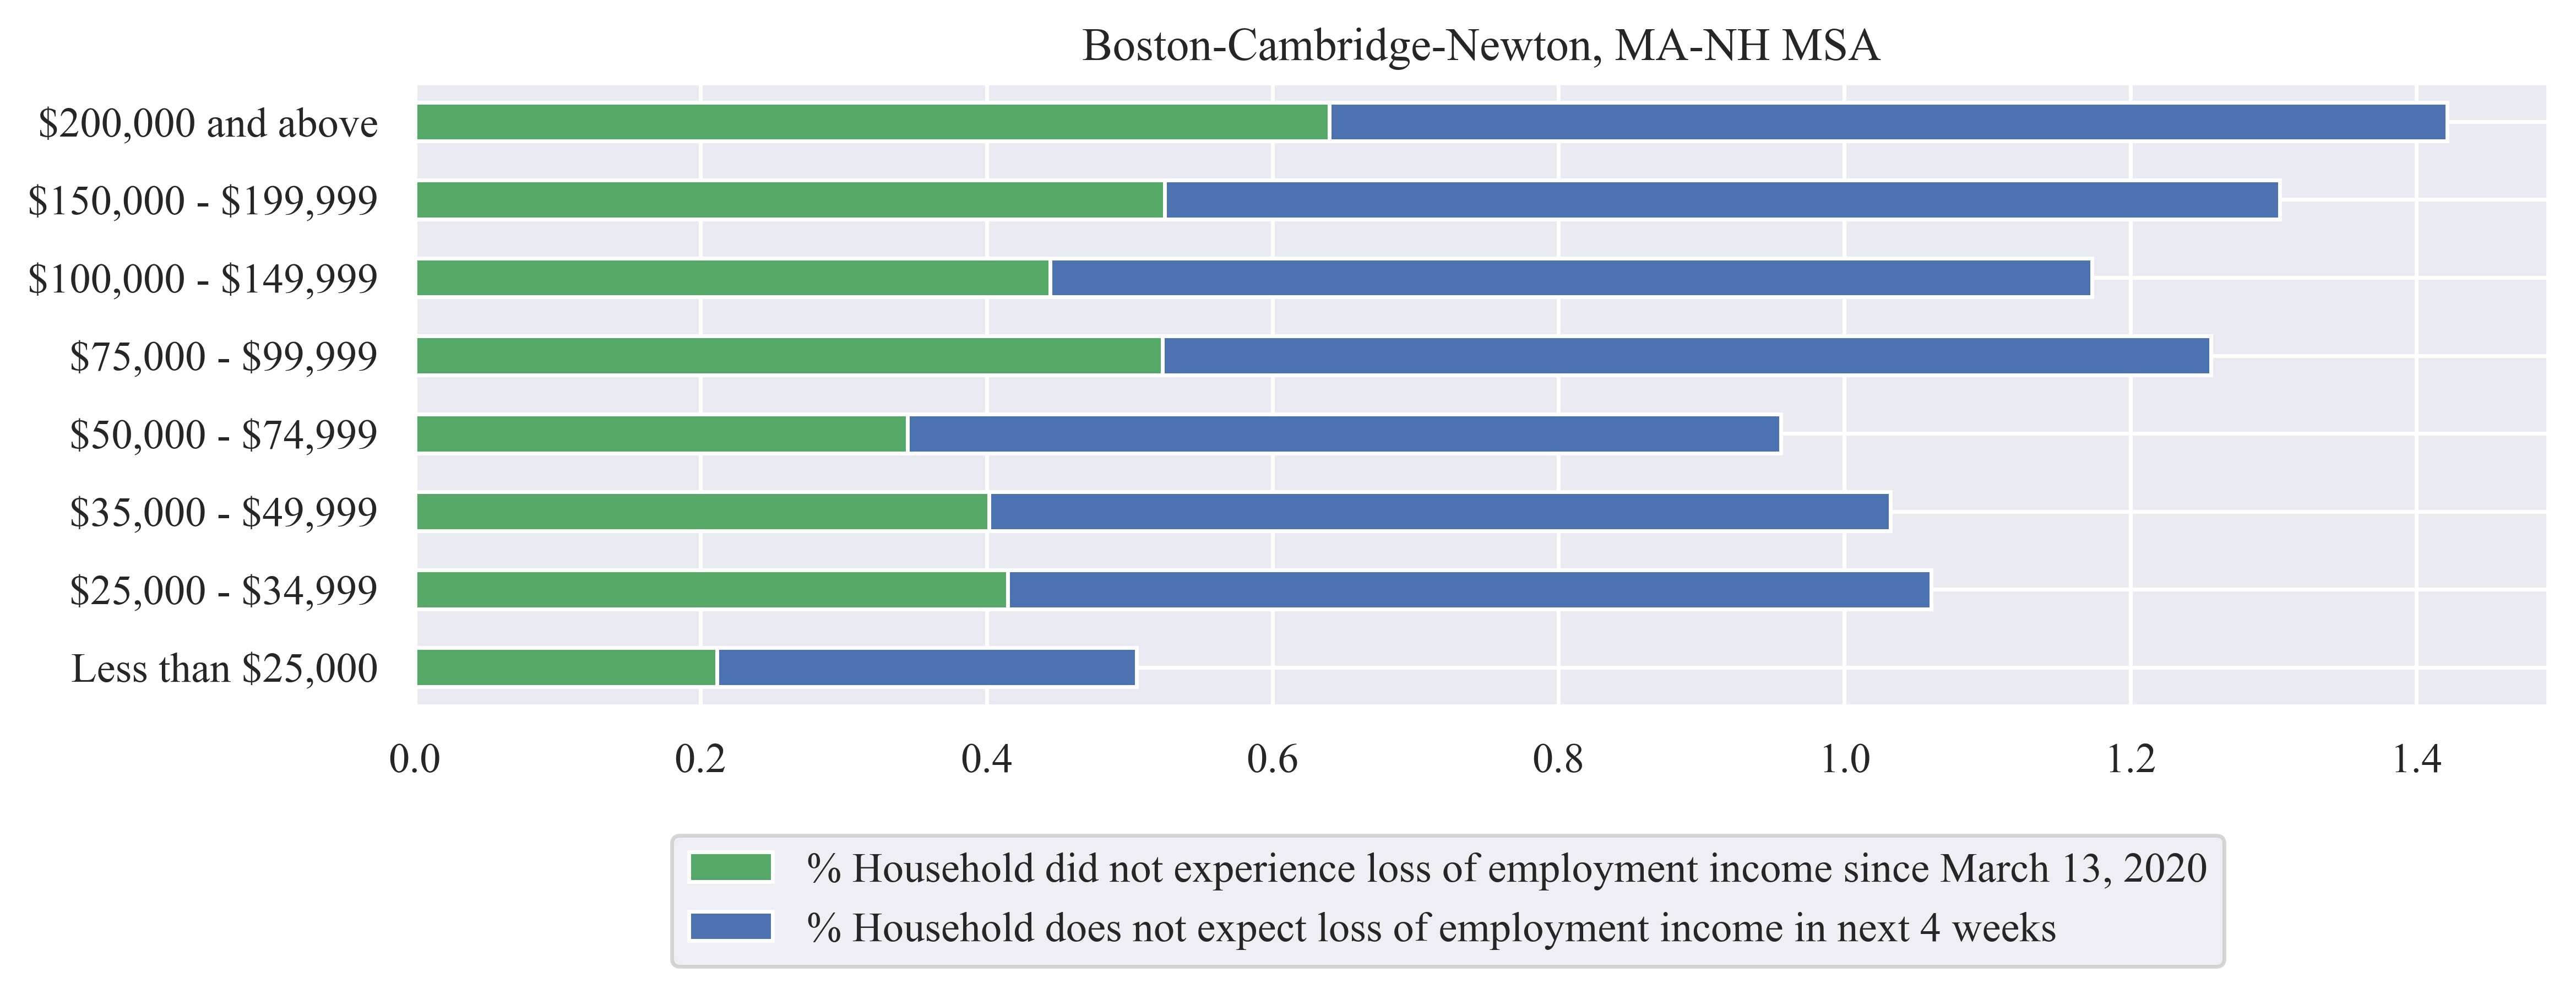 Boston-Cambridge-Newton, MA-NH MSA
$200,000 and above
$150,000 - $199,999
$100,000 - $149,999
$75,000 - $99,999
$50,000 - $74,999
$35,000 - $49,999
$25,000 - $34,999
Less than $25,000
0.0 0.2 0.4 0.6 0.8 1.0 1.2 1.4
% Household did not experience loss of employment income since March 13, 2020
% Household does not expect loss of employment income in next 4 weeks